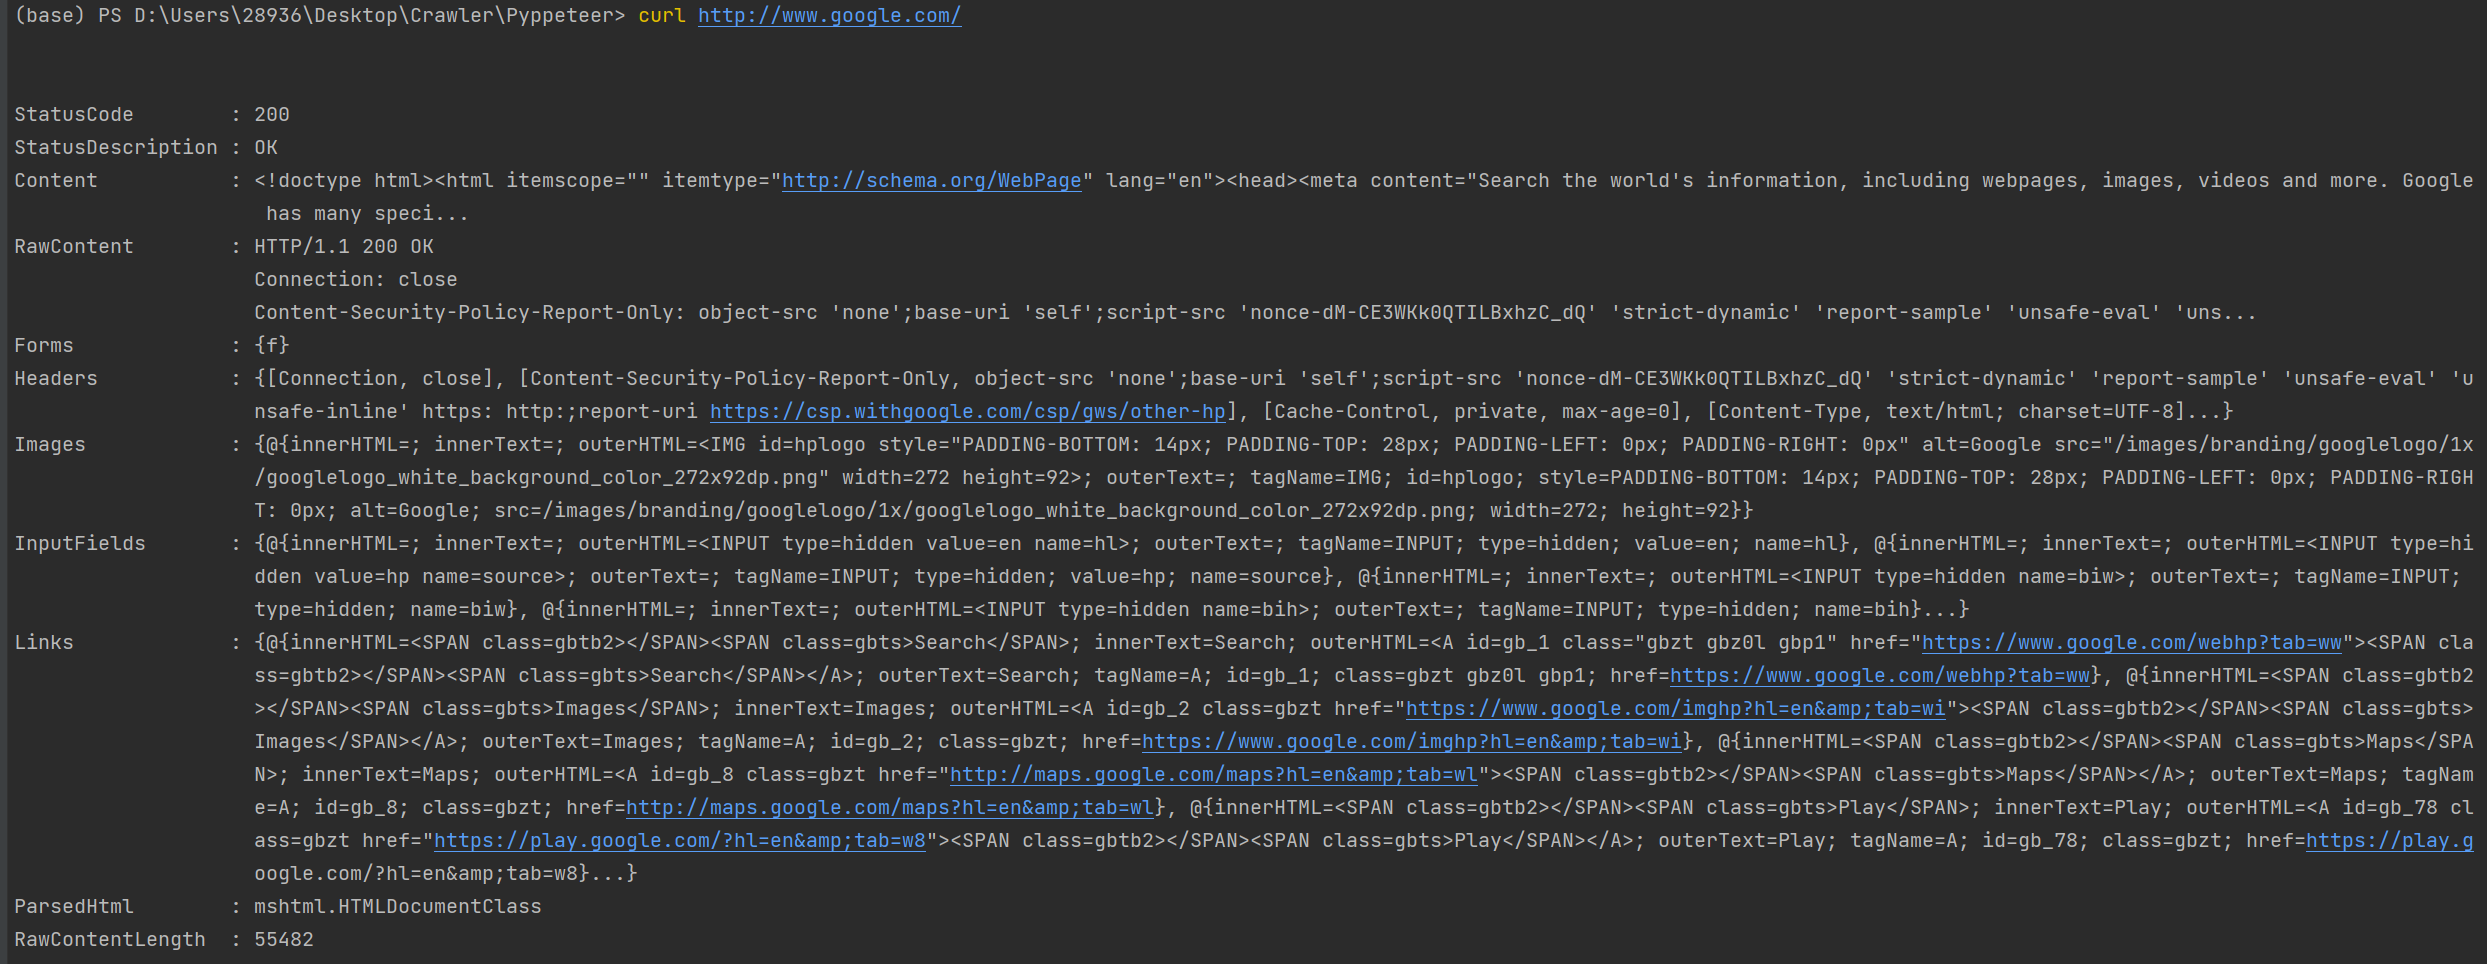 (base) PS D:\Users\28936\Desktop\Crawler\Pyppeteer> curl http://www.google.com/
StatusCode        : 200
StatusDescription : OK
Content           : <!doctype html><html itemscope="" itemtype="http://schema.org/WebPage" lang="en"><head><meta content="Search the world's information, including webpages, images, videos and more. Google
                     has many speci...
RawContent        : HTTP/1.1 200 OK
                    Connection: close
                    Content-Security-Policy-Report-Only: object-src 'none';base-uri 'self';script-src 'nonce-dM-CE3WKk0QTILBxhzC_dQ' 'strict-dynamic' 'report-sample' 'unsafe-eval' 'uns...
Forms             : {f}
Headers           : {[Connection, close], [Content-Security-Policy-Report-Only, object-src 'none';base-uri 'self';script-src 'nonce-dM-CE3WKk0QTILBxhzC_dQ' 'strict-dynamic' 'report-sample' 'unsafe-eval' 'u
                    nsafe-inline' https: http:;report-uri https://csp.withgoogle.com/csp/gws/other-hp], [Cache-Control, private, max-age=0], [Content-Type, text/html; charset=UTF-8]...}
Images            : {@{innerHTML=; innerText=; outerHTML=<IMG id=hplogo style="PADDING-BOTTOM: 14px; PADDING-TOP: 28px; PADDING-LEFT: 0px; PADDING-RIGHT: 0px" alt=Google src="/images/branding/googlelogo/1x
                    /googlelogo_white_background_color_272x92dp.png" width=272 height=92>; outerText=; tagName=IMG; id=hplogo; style=PADDING-BOTTOM: 14px; PADDING-TOP: 28px; PADDING-LEFT: 0px; PADDING-RIGH
                    T: 0px; alt=Google; src=/images/branding/googlelogo/1x/googlelogo_white_background_color_272x92dp.png; width=272; height=92}}
InputFields       : {@{innerHTML=; innerText=; outerHTML=<INPUT type=hidden value=en name=hl>; outerText=; tagName=INPUT; type=hidden; value=en; name=hl}, @{innerHTML=; innerText=; outerHTML=<INPUT type=hi
                    dden value=hp name=source>; outerText=; tagName=INPUT; type=hidden; value=hp; name=source}, @{innerHTML=; innerText=; outerHTML=<INPUT type=hidden name=biw>; outerText=; tagName=INPUT;
                    type=hidden; name=biw}, @{innerHTML=; innerText=; outerHTML=<INPUT type=hidden name=bih>; outerText=; tagName=INPUT; type=hidden; name=bih}...}
Links             : {@{innerHTML=<SPAN class=gbtb2></SPAN><SPAN class=gbts>Search</SPAN>; innerText=Search; outerHTML=<A id=gb_1 class="gbzt gbz0l gbp1" href="https://www.google.com/webhp?tab=ww"><SPAN cla
                    ss=gbtb2></SPAN><SPAN class=gbts>Search</SPAN></A>; outerText=Search; tagName=A; id=gb_1; class=gbzt gbz0l gbp1; href=https://www.google.com/webhp?tab=ww}, @{innerHTML=<SPAN class=gbtb2
                    ></SPAN><SPAN class=gbts>Images</SPAN>; innerText=Images; outerHTML=<A id=gb_2 class=gbzt href="https://www.google.com/imghp?hl=en&amp;tab=wi"><SPAN class=gbtb2></SPAN><SPAN class=gbts>
                    Images</SPAN></A>; outerText=Images; tagName=A; id=gb_2; class=gbzt; href=https://www.google.com/imghp?hl=en&amp;tab=wi}, @{innerHTML=<SPAN class=gbtb2></SPAN><SPAN class=gbts>Maps</SPA
                    N>; innerText=Maps; outerHTML=<A id=gb_8 class=gbzt href="http://maps.google.com/maps?hl=en&amp;tab=wl"><SPAN class=gbtb2></SPAN><SPAN class=gbts>Maps</SPAN></A>; outerText=Maps; tagNam
                    e=A; id=gb_8; class=gbzt; href=http://maps.google.com/maps?hl=en&amp;tab=wl}, @{innerHTML=<SPAN class=gbtb2></SPAN><SPAN class=gbts>Play</SPAN>; innerText=Play; outerHTML=<A id=gb_78 cl
                    ass=gbzt href="https://play.google.com/?hl=en&amp;tab=w8"><SPAN class=gbtb2></SPAN><SPAN class=gbts>Play</SPAN></A>; outerText=Play; tagName=A; id=gb_78; class=gbzt; href=https://play.g
                    oogle.com/?hl=en&amp;tab=w8}...}
ParsedHtml        : mshtml.HTMLDocumentClass
RawContentLength  : 55482